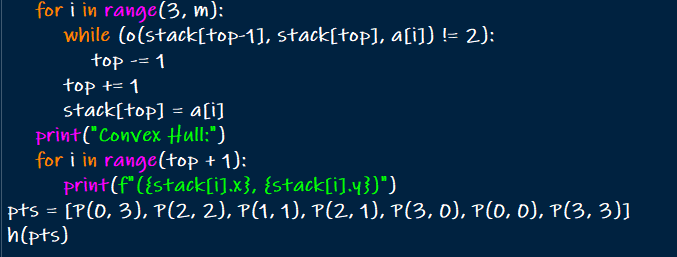 for i in range(3, m):
while (o(stack[top-1], stack[top], a[i]) != 2):
top -= 1
top += 1
stack[top] = a[i]
print("Convex Hull:")
for i in range(top + 1):
print(f"({stack[i].x}, {stack[i].y})")
pts = [P(0, 3), P(2, 2), P(1, 1), P(2, 1), P(3, 0), P(0, 0), P(3, 3)]
h(pts)